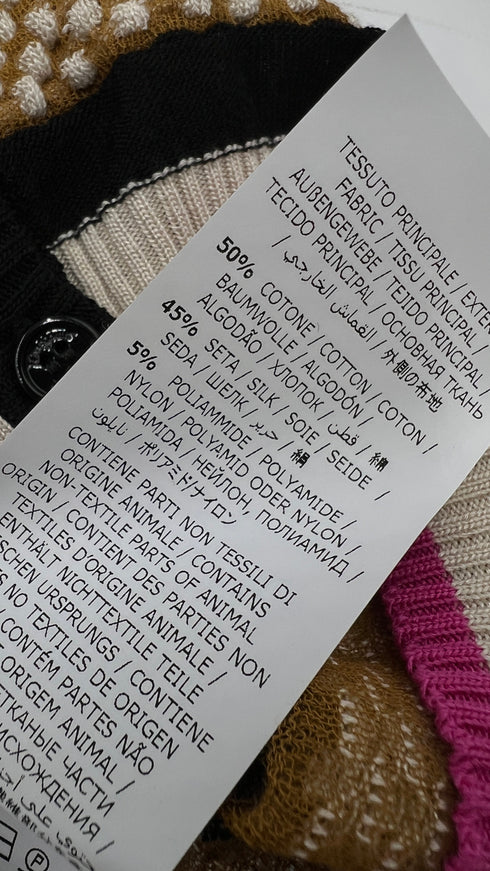 TESSUTO PRINCIPALE /
FABRIC / TISSU PRINCIPAL /
AUßENGEWEBE / TEJIDO PRINCIPAL /
TECIDO PRINCIPAL / ОСНОВНАЯ ТКАНЬ
/ القماش الخارجي / 外側の布地
50% COTONE / COTTON / COTON /
BAUMWOLLE / ALGODÓN /
ALGODÃO / ХЛОПОК / قطن / 綿
45% SETA / SILK / SOIE / SEIDE /
SEDA / ШЕЛК / حرير / 絹
5% POLIAMMIDE / POLYAMIDE /
NYLON / POLYAMID ODER NYLON /
POLIAMIDA / НЕЙЛОН, ПОЛИАМИД /
نايلون / ポリアミド/ナイロン
CONTIENE PARTI NON TESSILI DI
ORIGINE ANIMALE / CONTAINS
NON-TEXTILE PARTS OF ANIMAL
ORIGIN / CONTIENT DES PARTIES NON
TEXTILES D'ORIGINE ANIMALE /
ENTHÄLT NICHTTEXTILE TEILE
URSPRUNGS / CONTIENE
NO TEXTILES DE ORIGEN
/ CONTÉM PARTES NÃO
ORIGEM ANIMAL /
ЧАСТИ
/
P